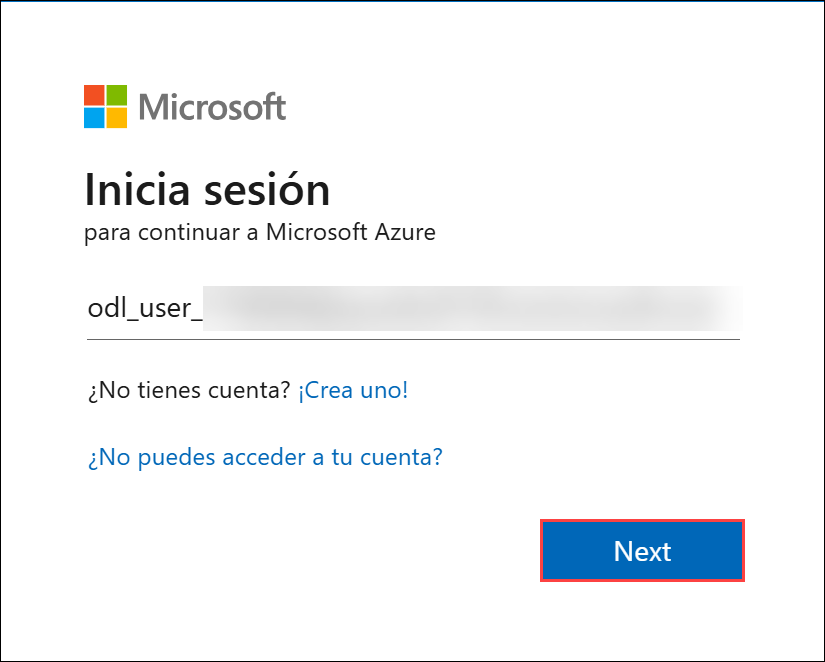 Microsoft
Inicia sesión
para continuar a Microsoft Azure
odl_user_
¿No tienes cuenta? ¡Crea uno!
¿No puedes acceder a tu cuenta?
Next